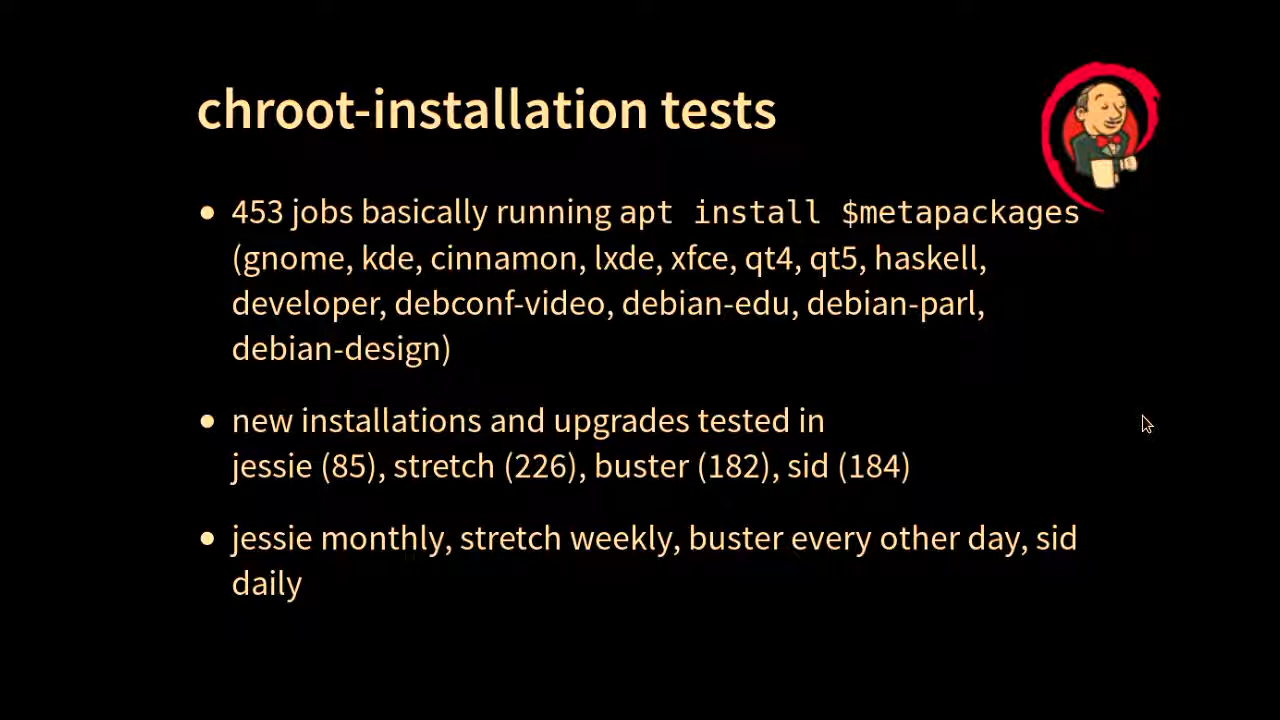 chroot-installation tests
• 453 jobs basically running apt install $metapackages
(gnome, kde, cinnamon, lxde, xfce, qt4, qt5, haskell,
developer, debconf-video, debian-edu, debian-parl,
debian-design)
• new installations and upgrades tested in
jessie (85), stretch (226), buster (182), sid (184)
• jessie monthly, stretch weekly, buster every other day, sid
daily